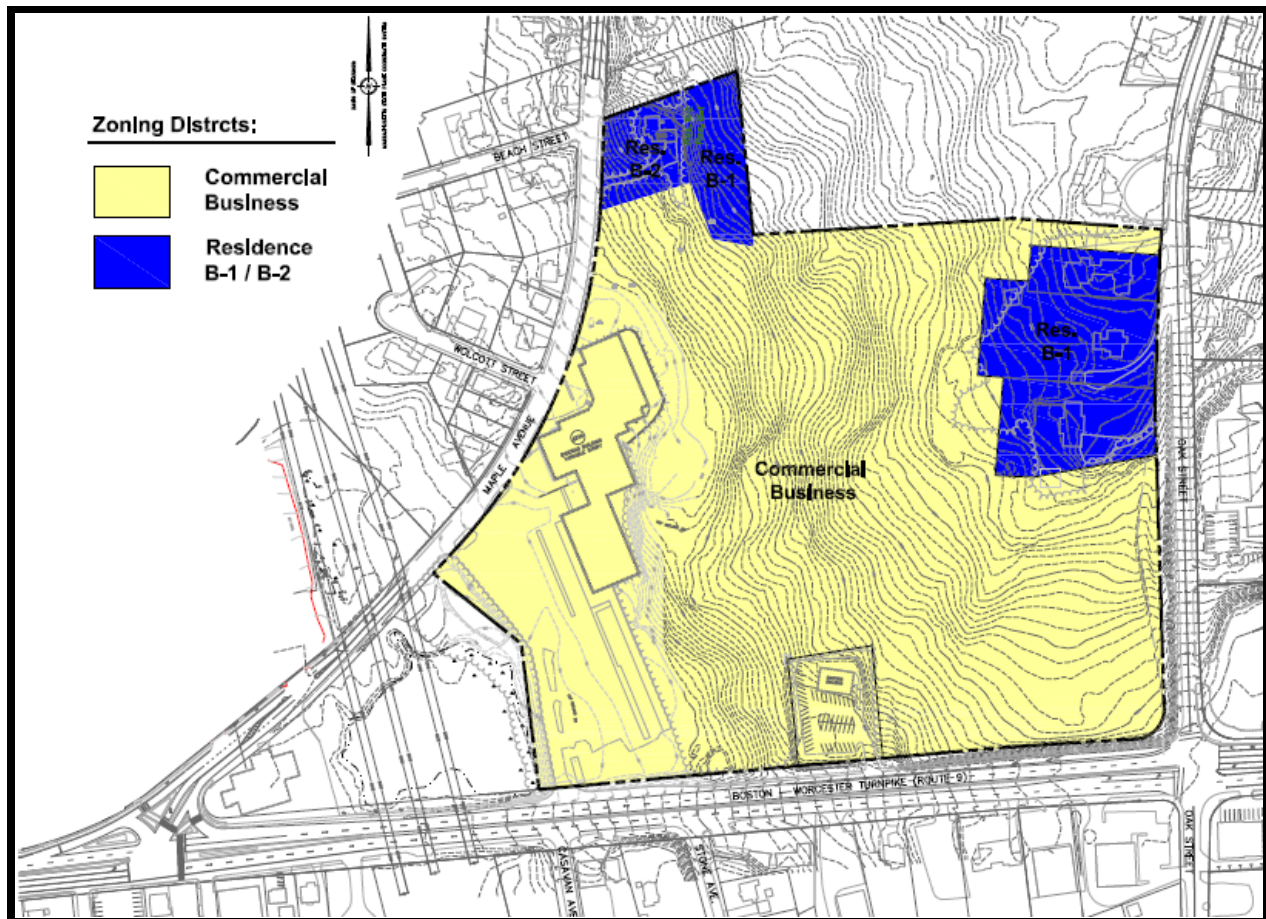 Zoning Distrcts:
Commercial
Business
Residence
B-1 / B-2
BEACH STREET
Res.
B-2
Res.
B-1
WOLCOTT STREET
MAPLE AVENUE
Res.
B-1
OAK STREET
Commercial
Business
BOSTON - WORCESTER TURNPIKE (ROUTE-9)
CASAVAN AVE
STONE AVE.
OAK STREET